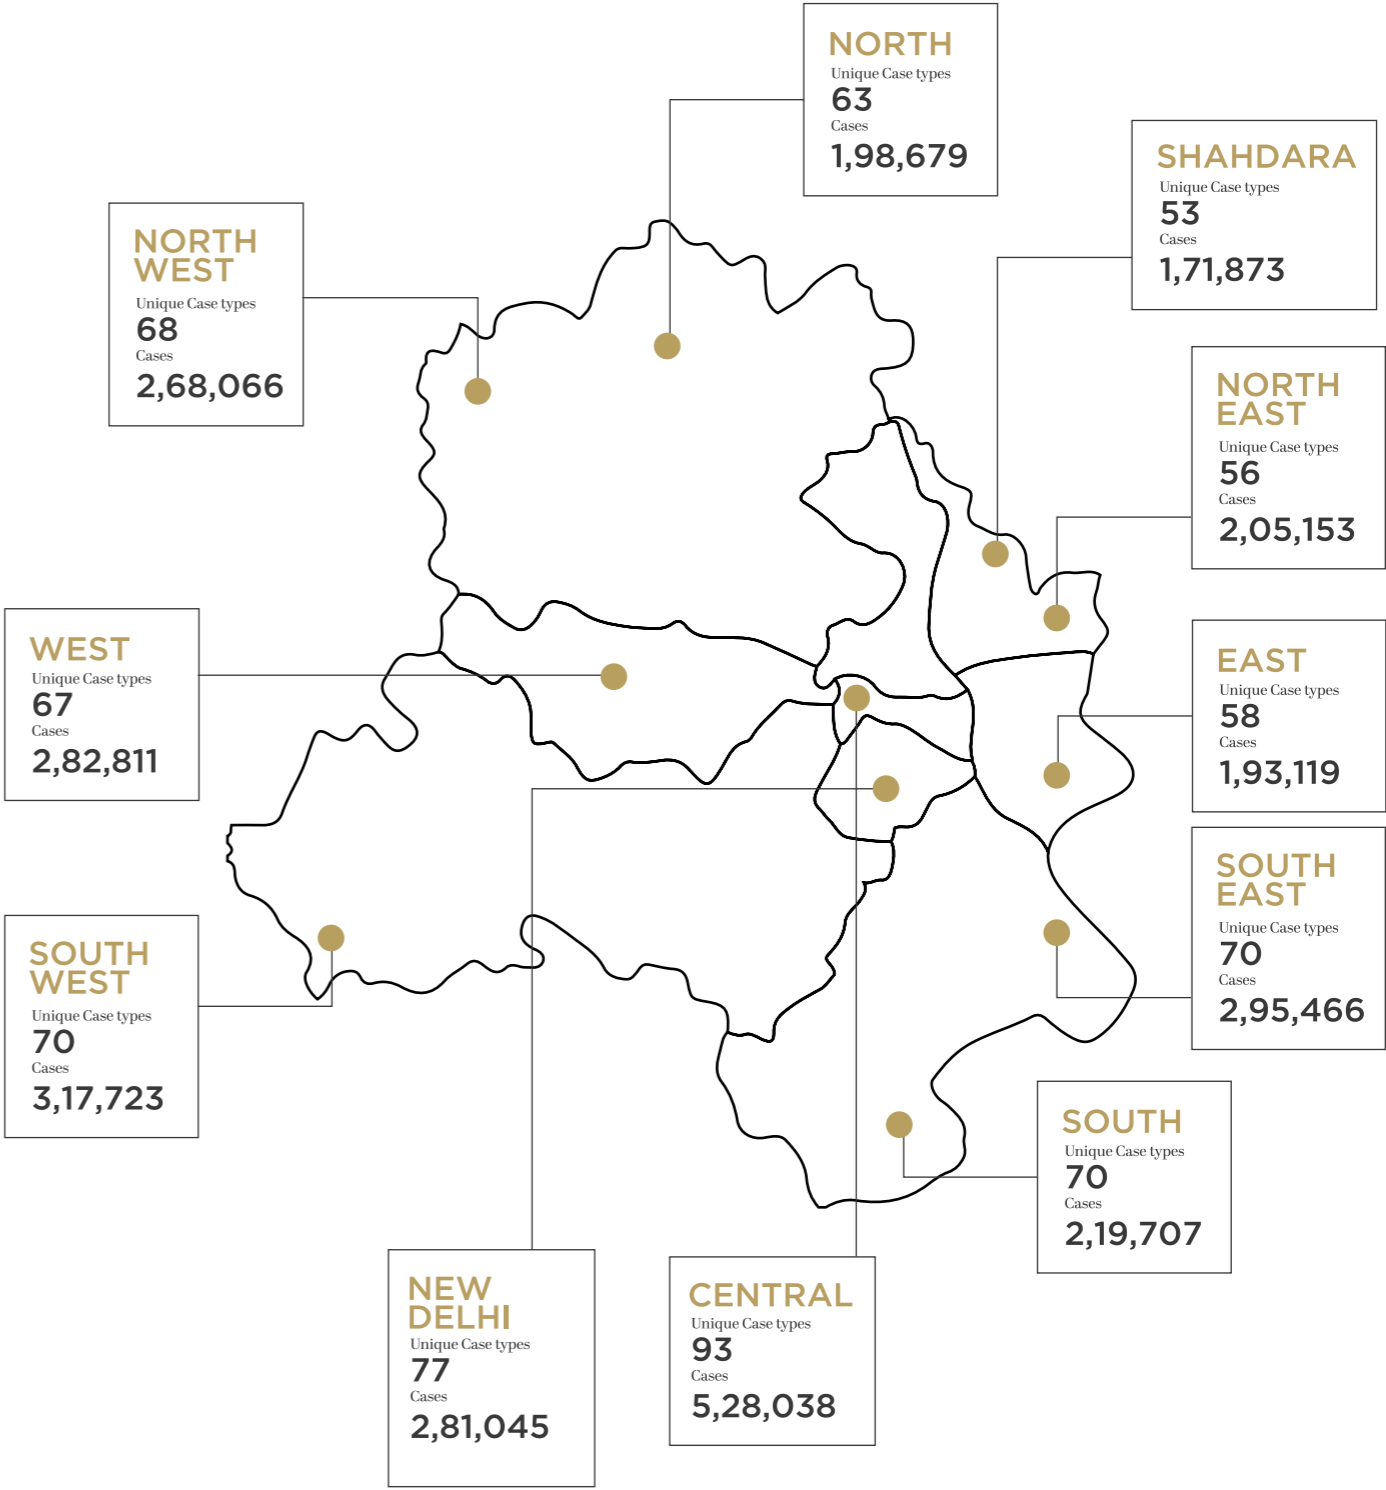 NORTH
Unique Case types
63
Cases
1,98,679
SHAHDARA
Unique Case types
53
Cases
1,71,873
NORTH
WEST
Unique Case types
68
Cases
2,68,066
NORTH
EAST
Unique Case types
56
Cases
2,05,153
WEST
Unique Case types
67
Cases
2,82,811
EAST
Unique Case types
58
Cases
1,93,119
SOUTH
EAST
Unique Case types
70
Cases
2,95,466
SOUTH
WEST
Unique Case types
70
Cases
3,17,723
SOUTH
Unique Case types
70
Cases
2,19,707
NEW
DELHI
Unique Case types
77
Cases
2,81,045
CENTRAL
Unique Case types
93
Cases
5,28,038